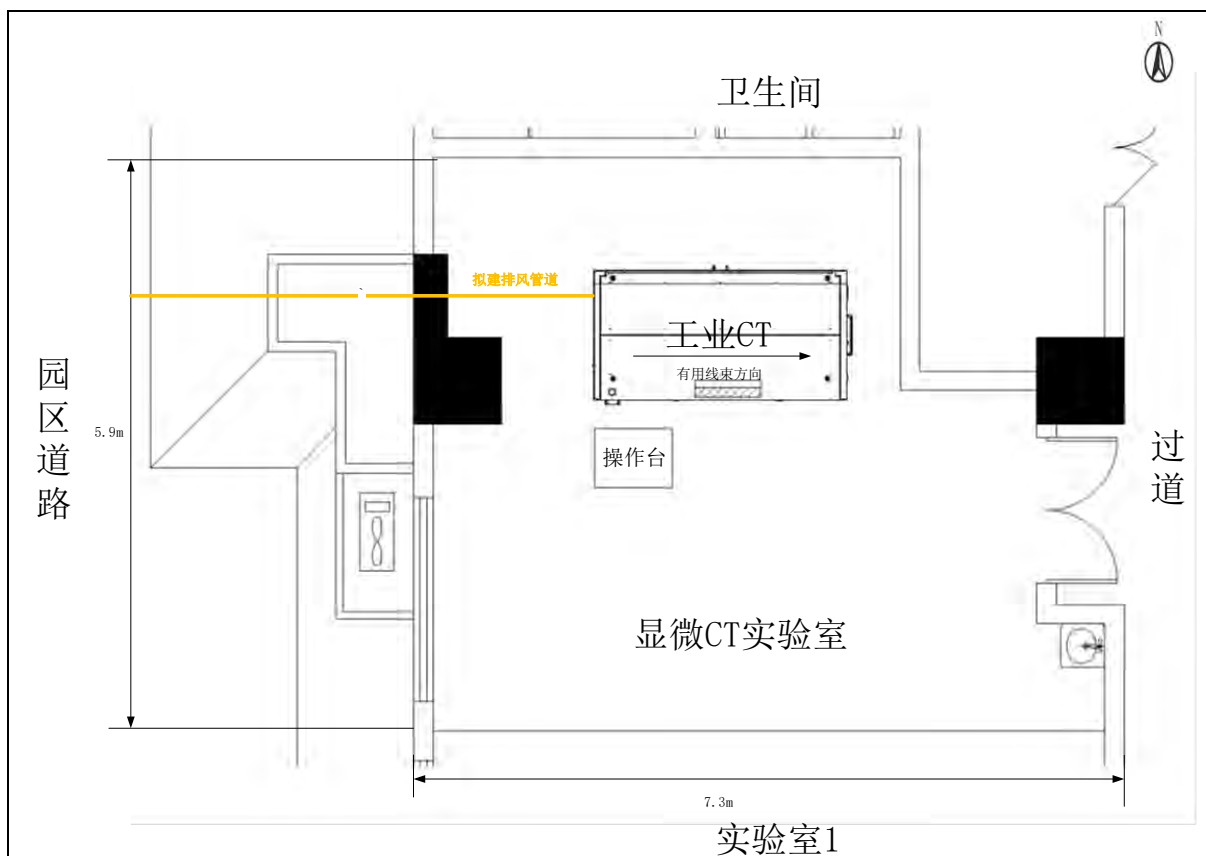 N
卫生间
拟建排风管道
工业CT
有用线束方向
园区道路
5.9m
操作台
过道
显微CT实验室
7.3m
实验室1